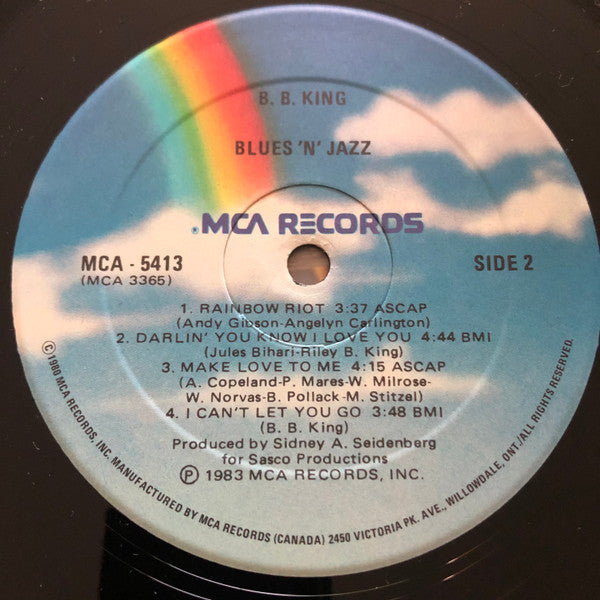 B. B. KING
BLUES 'N' JAZZ
®MCA RECORDS
MCA - 5413
(MCA 3365)
SIDE 2
1. RAINBOW RIOT 3:37 ASCAP
(Andy Gibson-Angelyn Carlington)
2. DARLIN' YOU KNOW I LOVE YOU 4:44 BMI
(Jules Bihari-Riley B. King)
3. MAKE LOVE TO ME 4:15 ASCAP
(A. Copeland-P. Mares-W. Milrose-
W. Norvas-B. Pollack-M. Stitzel)
4. I CAN'T LET YOU GO 3:48 BMI
(B. B. King)
Produced by Sidney A. Seidenberg
for Sasco Productions
Ⓟ 1983 MCA RECORDS, INC.
© 1980 MCA RECORDS, INC. MANUFACTURED BY MCA RECORDS (CANADA) 2450 VICTORIA PK. AVE., WILLOWDALE, ONT./ALL RIGHTS RESERVED.